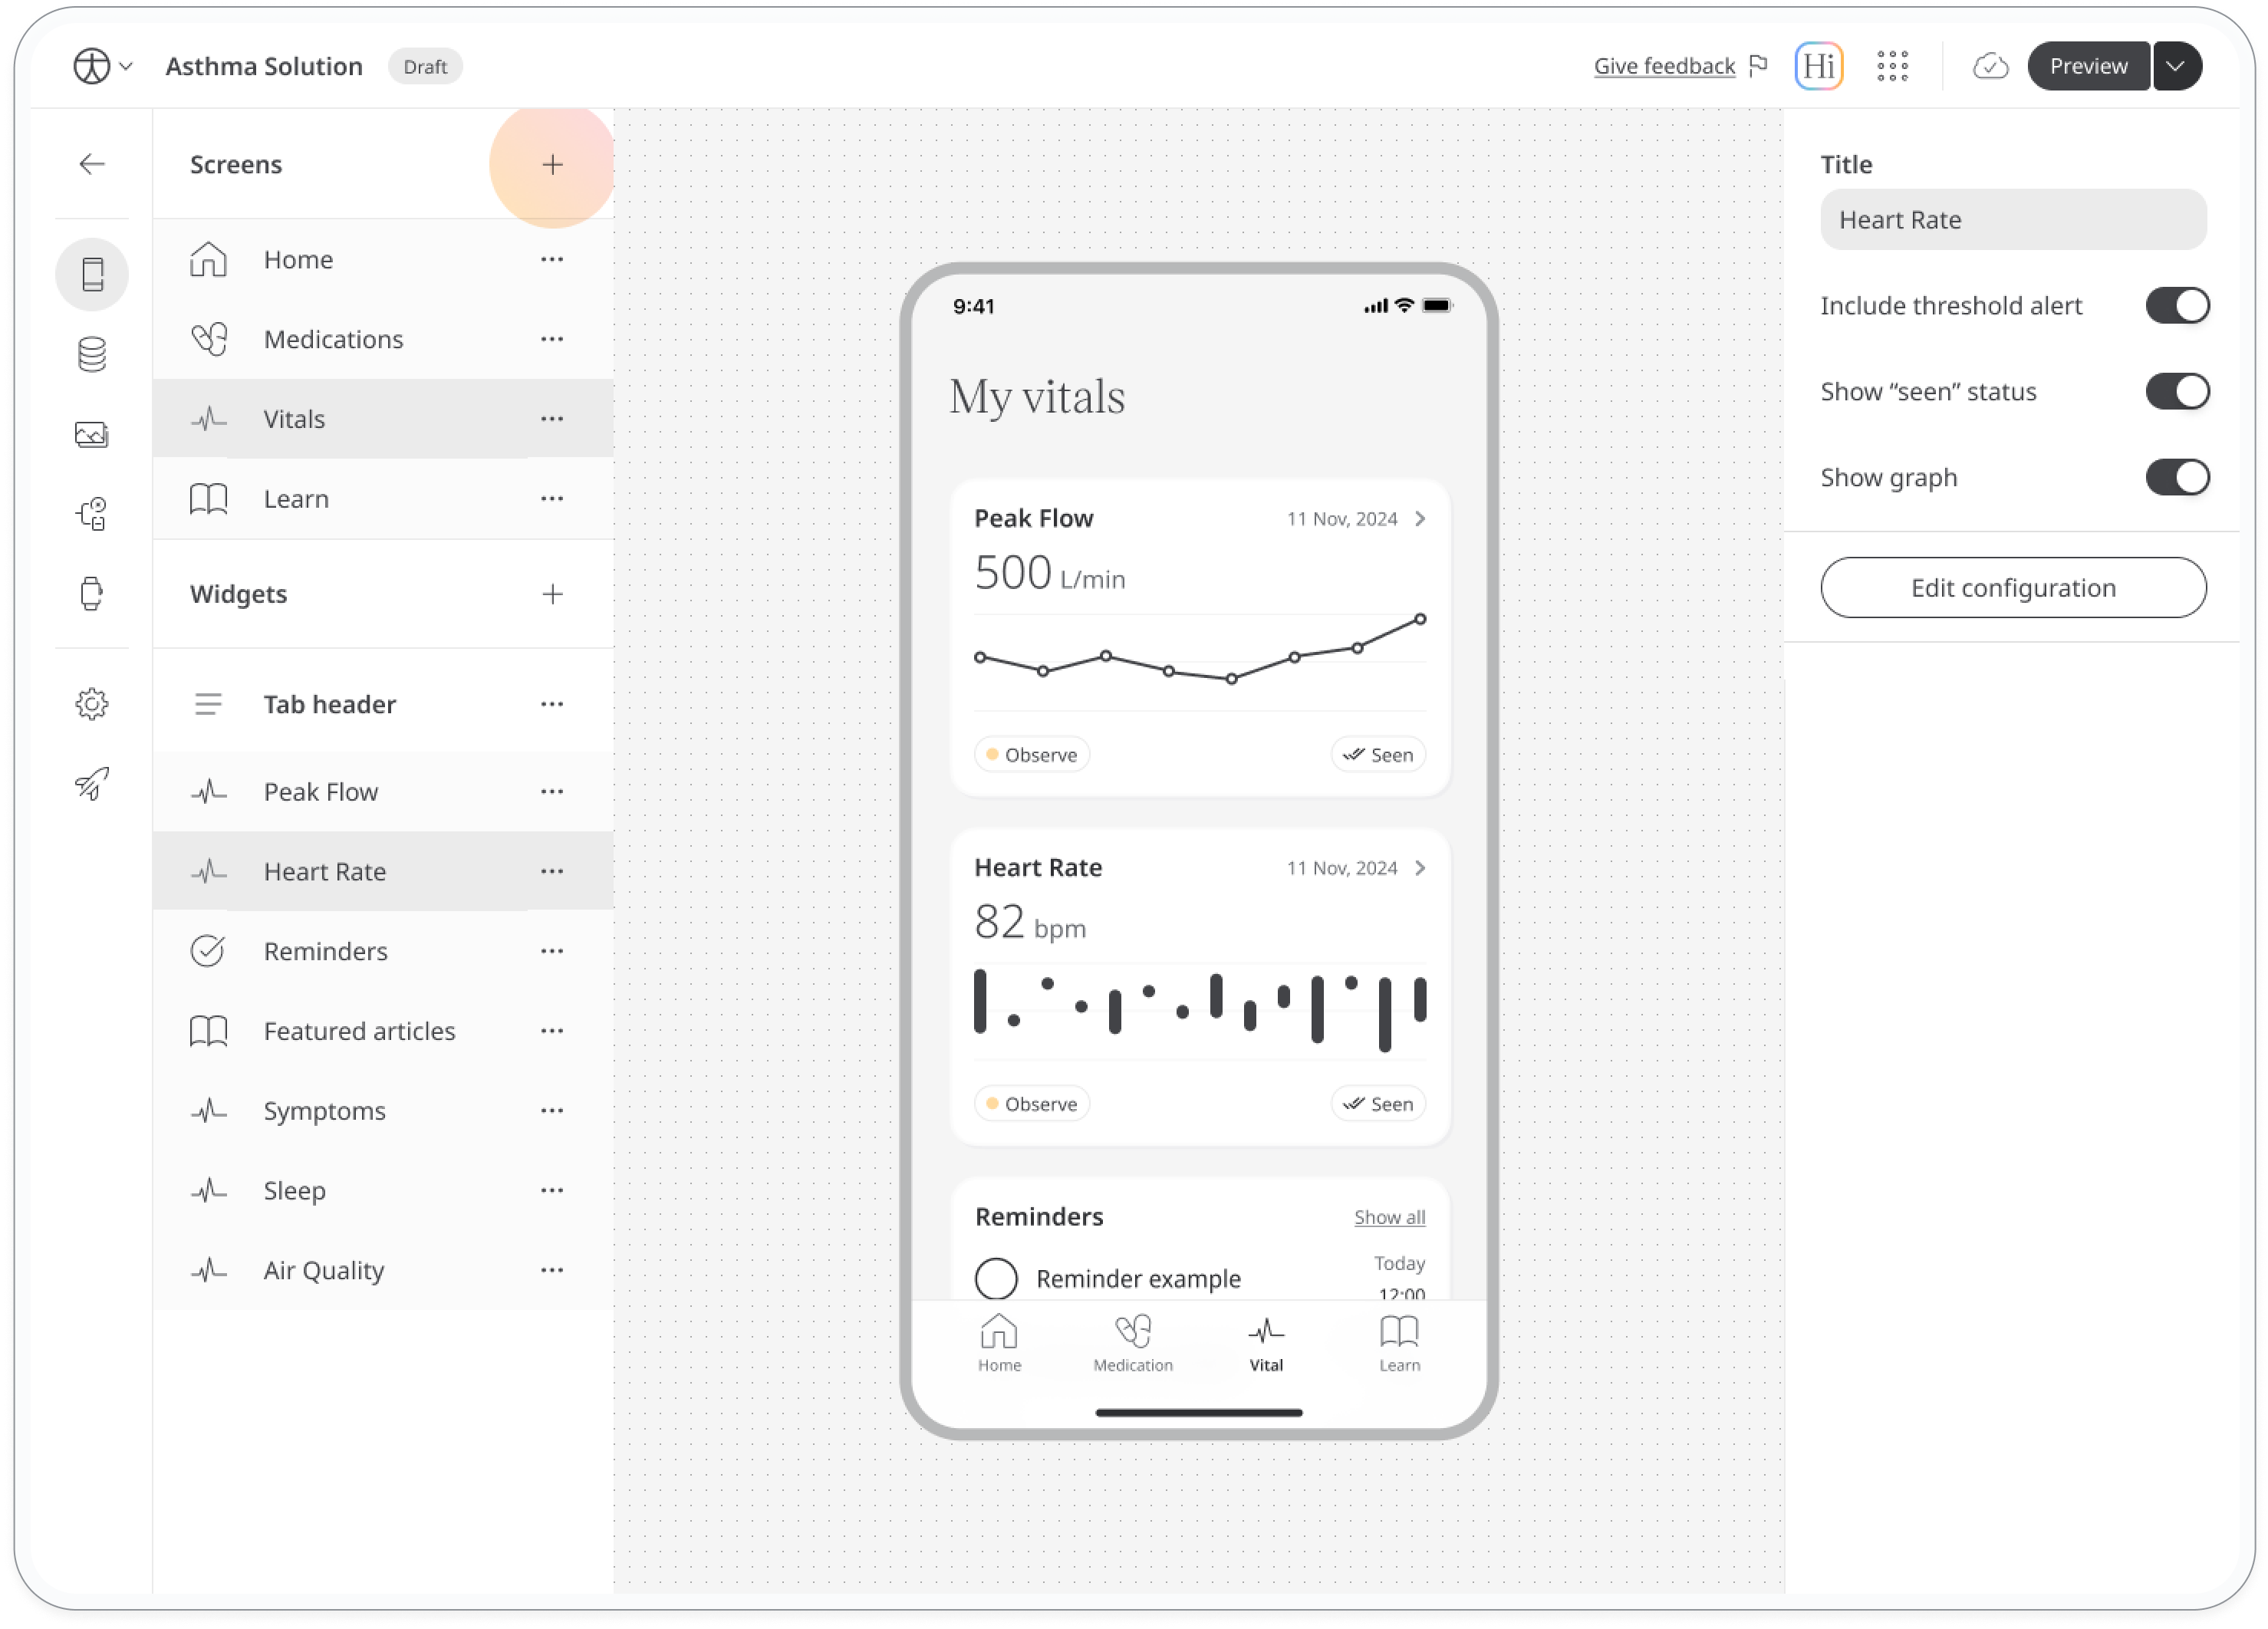 Asthma Solution Draft Give feedback Hi Preview
Screens
Home
Medications
Vitals
Learn
Widgets
Tab header
Peak Flow
Heart Rate
Reminders
Featured articles
Symptoms
Sleep
Air Quality
9:41
My vitals
Peak Flow 11 Nov, 2024
500 L/min
Observe Seen
Heart Rate 11 Nov, 2024
82 bpm
Observe Seen
Reminders Show all
Reminder example Today
12:00
Home Medication Vital Learn
Title
Heart Rate
Include threshold alert
Show “seen” status
Show graph
Edit configuration